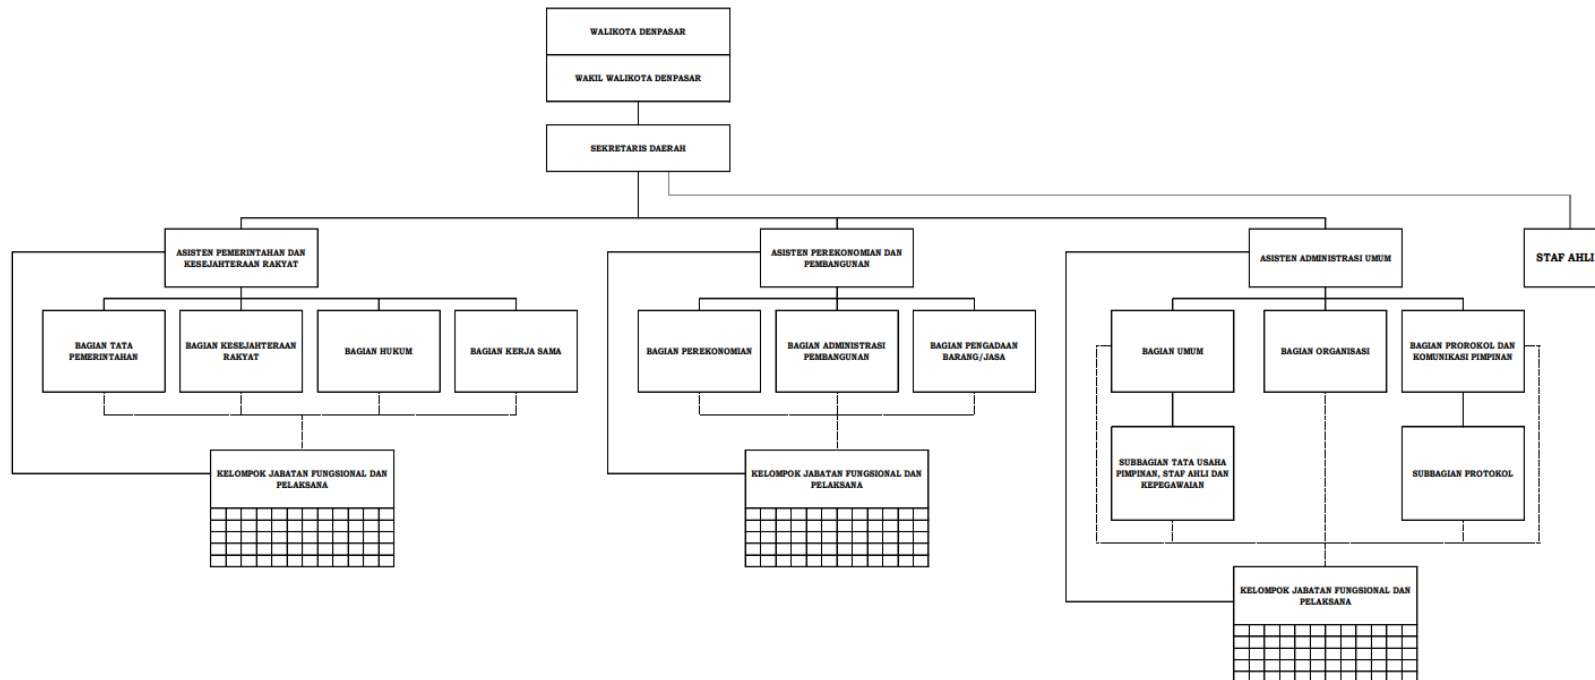 WALIKOTA DENPASAR
WAKIL WALIKOTA DENPASAR
SEKRETARIS DAERAH
ASISTEN PEMERINTAHAN DAN
KESEJAHTERAAN RAKYAT
ASISTEN PEREKONOMIAN DAN
PEMBANGUNAN
ASISTEN ADMINISTRASI UMUM
STAF AHLI
BAGIAN TATA
PEMERINTAHAN
BAGIAN KESEJAHTERAAN
RAKYAT
BAGIAN HUKUM
BAGIAN KERJA SAMA
BAGIAN PEREKONOMIAN
BAGIAN ADMINISTRASI
PEMBANGUNAN
BAGIAN PENGADAAN
BARANG/JASA
BAGIAN UMUM
BAGIAN ORGANISASI
BAGIAN PROROKOL DAN
KOMUNIKASI PIMPINAN
KELOMPOK JABATAN FUNGSIONAL DAN
PELAKSANA
KELOMPOK JABATAN FUNGSIONAL DAN
PELAKSANA
SUBBAGIAN TATA USAHA
PIMPINAN, STAF AHLI DAN
KEPEGAWAIAN
SUBBAGIAN PROTOKOL
KELOMPOK JABATAN FUNGSIONAL DAN
PELAKSANA